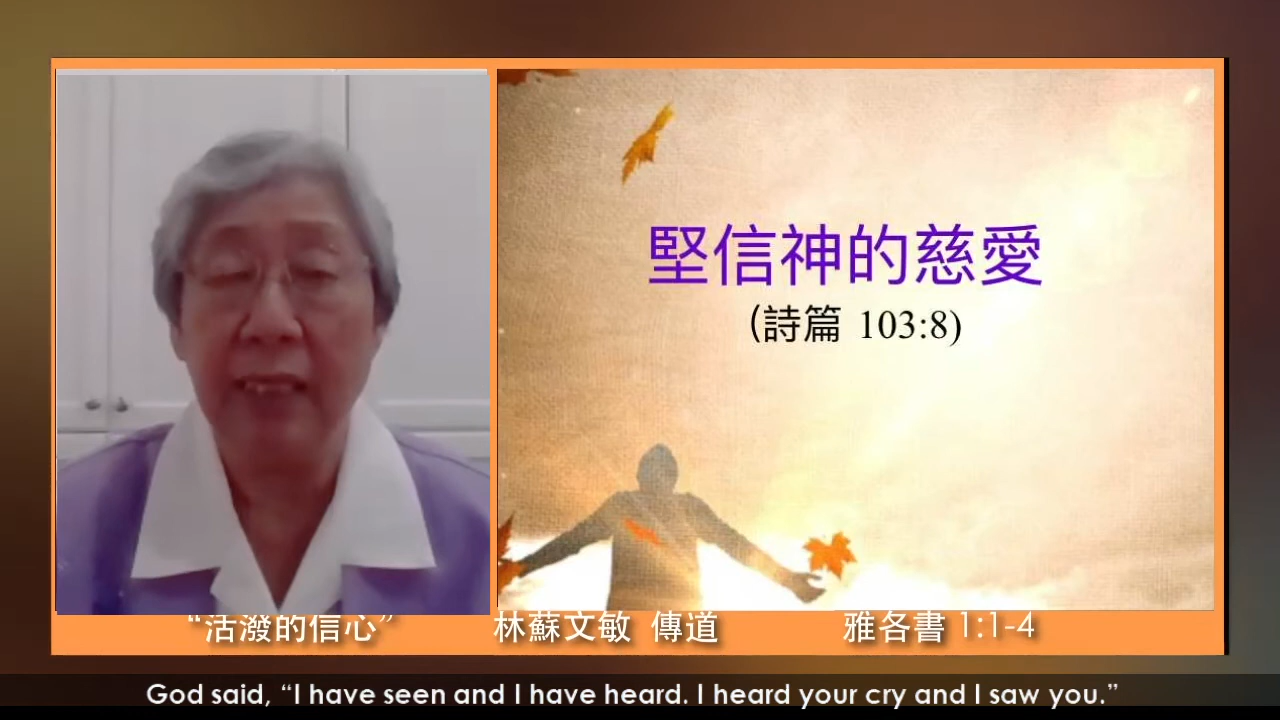 堅信神的慈愛
(詩篇 103:8)
“活潑的信心” 林蘇文敏 傳道 雅各書 1:1-4
God said, “I have seen and I have heard. I heard your cry and I saw you.”